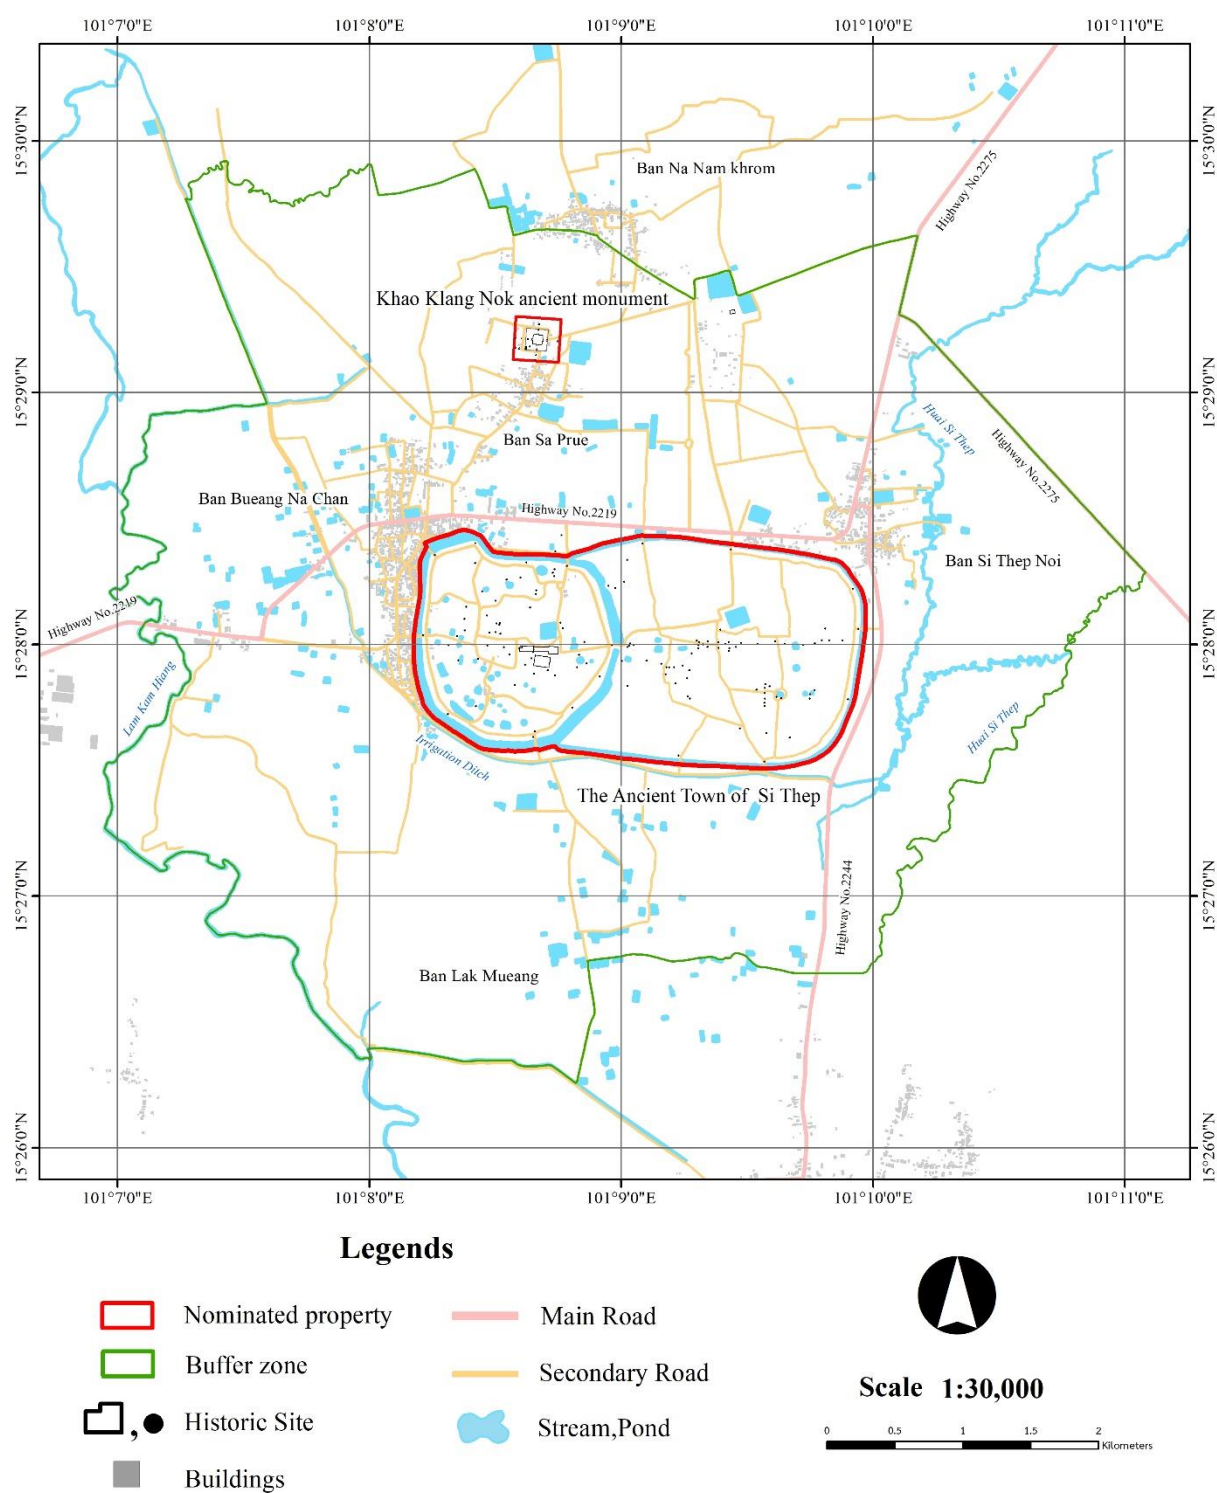 101°7'0"E
101°8'0"E
101°9'0"E
101°10'0"E
101°11'0"E
15°30'0"N
15°30'0"N
Ban Na Nam khrom
Highway No.2275
Khao Klang Nok ancient monument
15°29'0"N
15°29'0"N
Huai Si Thep
Ban Sa Prue
Highway No.2275
Ban Bueang Na Chan
Highway No.2219
Ban Si Thep Noi
Highway No.2219
15°28'0"N
15°28'0"N
Lam Kam Hiang
Huai Si Thep
Irrigation Ditch
The Ancient Town of Si Thep
15°27'0"N
15°27'0"N
Highway No.2244
Ban Lak Mueang
15°26'0"N
15°26'0"N
101°7'0"E
101°8'0"E
101°9'0"E
101°10'0"E
101°11'0"E
Legends
Nominated property
Buffer zone
Historic Site
Buildings
Main Road
Secondary Road
Stream,Pond
Scale 1:30,000
0 0.5 1 1.5 2
Kilometers